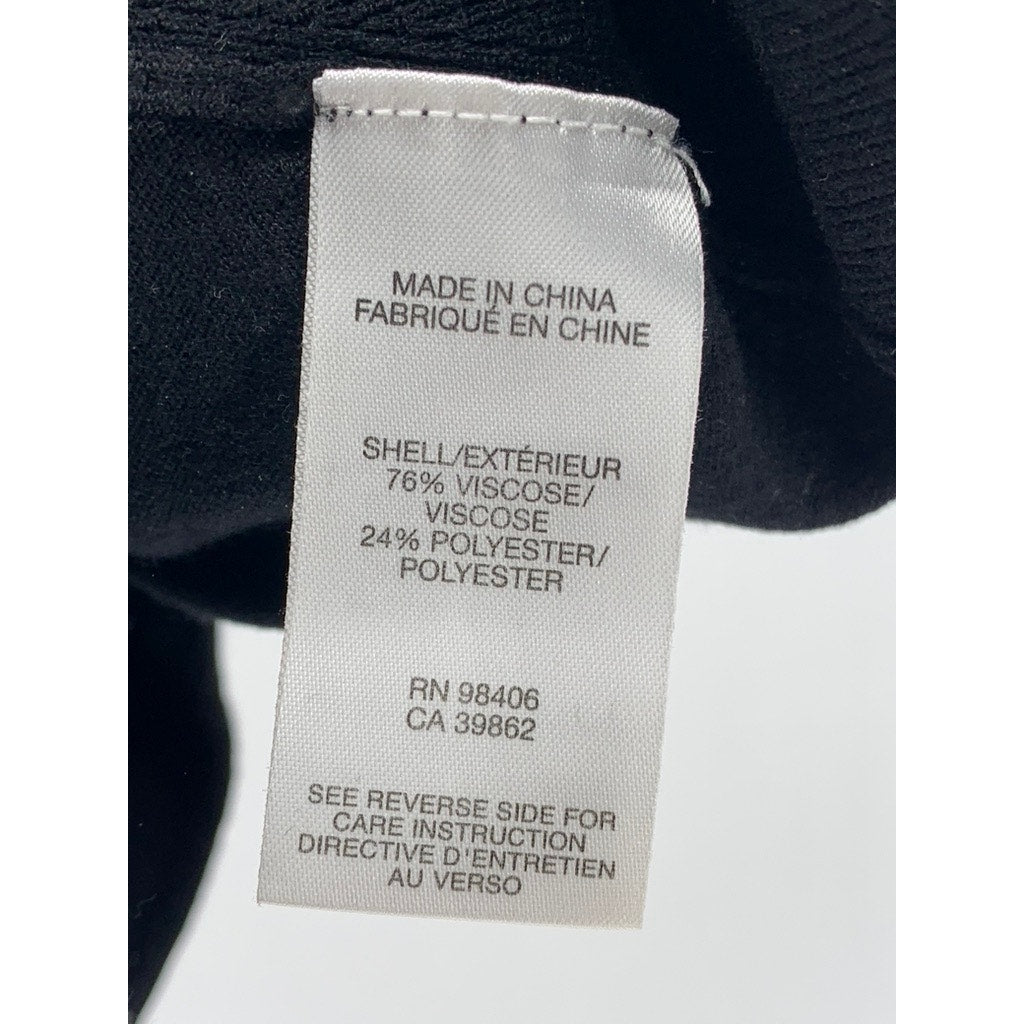 MADE IN CHINA
FABRIQUÉ EN CHINE
SHELL/EXTÉRIEUR
76% VISCOSE/
VISCOSE
24% POLYESTER/
POLYESTER
RN 98406
CA 39862
SEE REVERSE SIDE FOR
CARE INSTRUCTION
DIRECTIVE D'ENTRETIEN
AU VERSO